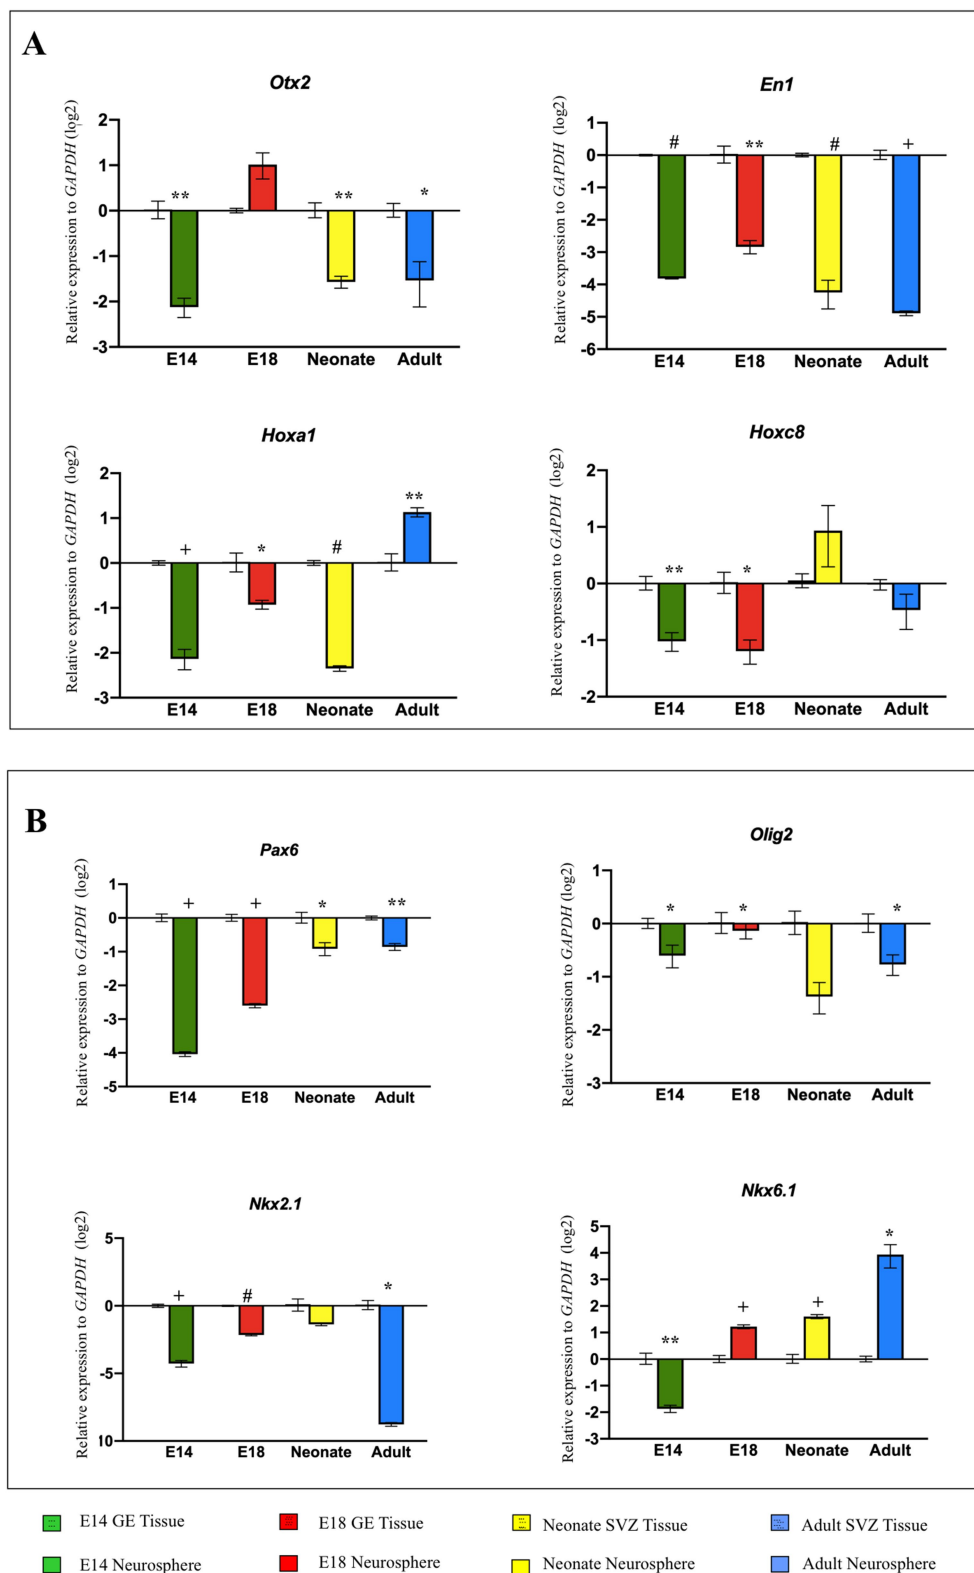 A
Otx2
Relative expression to GAPDH (log2)
2
1
0
-1
-2
-3
**
**
*
E14 E18 Neonate Adult
En1
Relative expression to GAPDH (log2)
1
0
-1
-2
-3
-4
-5
-6
#
**
#
+
E14 E18 Neonate Adult
Hoxa1
Relative expression to GAPDH (log2)
2
1
0
-1
-2
-3
+
*
#
**
E14 E18 Neonate Adult
Hoxc8
Relative expression to GAPDH (log2)
2
1
0
-1
-2
**
*
E14 E18 Neonate Adult
B
Pax6
Relative expression to GAPDH (log2)
1
0
-1
-2
-3
-4
-5
+
+
*
**
E14 E18 Neonate Adult
Olig2
Relative expression to GAPDH (log2)
1
0
-1
-2
-3
*
*
*
E14 E18 Neonate Adult
Nkx2.1
Relative expression to GAPDH (log2)
5
0
-5
10
+
#
*
E14 E18 Neonate Adult
Nkx6.1
Relative expression to GAPDH (log2)
5
4
3
2
1
0
-1
-2
-3
**
+
+
*
E14 E18 Neonate Adult
E14 GE Tissue E18 GE Tissue Neonate SVZ Tissue Adult SVZ Tissue
E14 Neurosphere E18 Neurosphere Neonate Neurosphere Adult Neurosphere